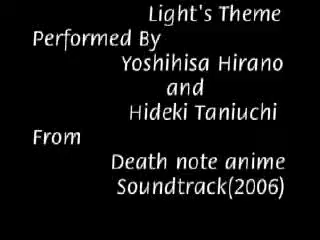 Light's Theme
Performed By
Yoshihisa Hirano
and
Hideki Taniuchi
From
Death note anime
Soundtrack(2006)